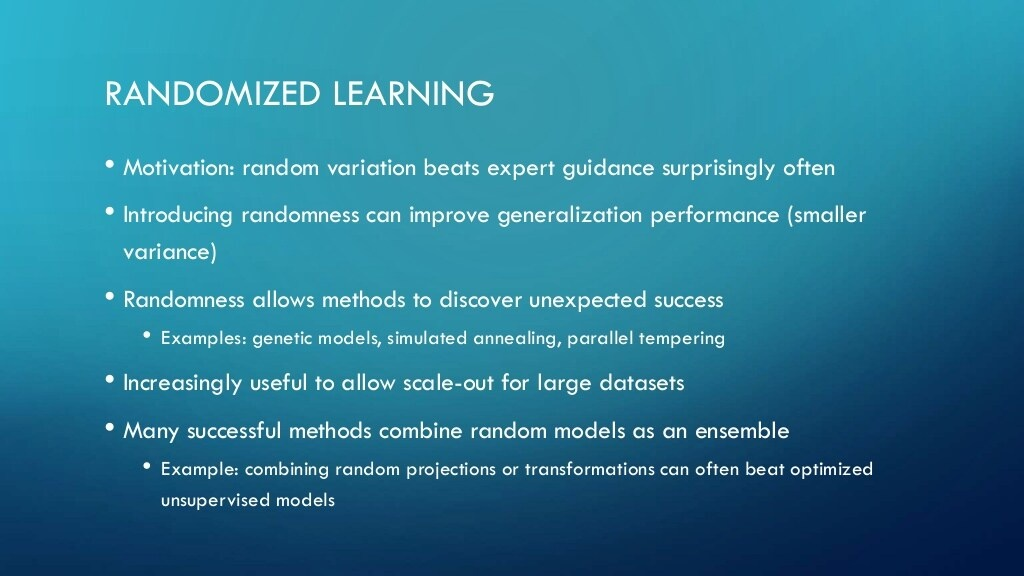 RANDOMIZED LEARNING
• Motivation: random variation beats expert guidance surprisingly often
• Introducing randomness can improve generalization performance (smaller
variance)
• Randomness allows methods to discover unexpected success
• Examples: genetic models, simulated annealing, parallel tempering
• Increasingly useful to allow scale-out for large datasets
• Many successful methods combine random models as an ensemble
• Example: combining random projections or transformations can often beat optimized
unsupervised models